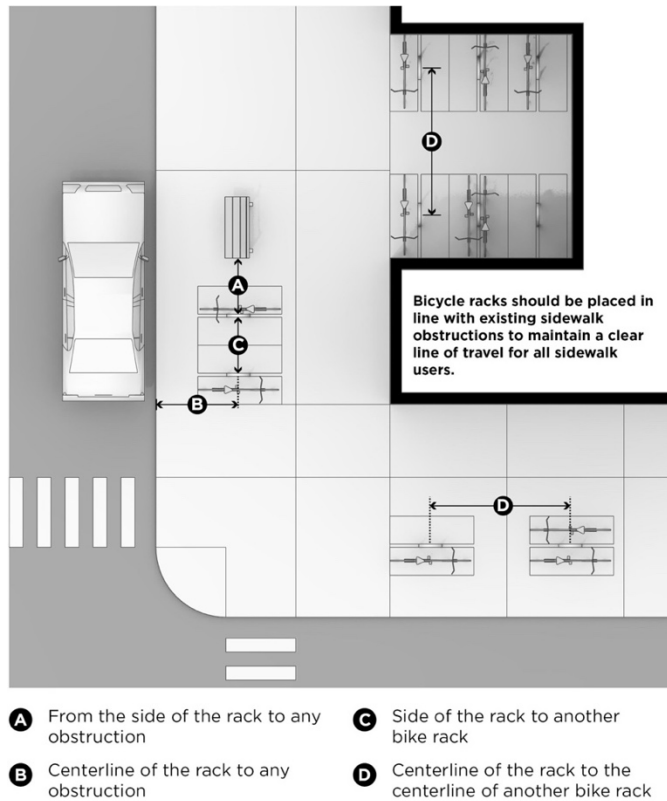 D
A
C
B
Bicycle racks should be placed in
line with existing sidewalk
obstructions to maintain a clear
line of travel for all sidewalk
users.
D
A From the side of the rack to any
obstruction
B Centerline of the rack to any
obstruction
C Side of the rack to another
bike rack
D Centerline of the rack to the
centerline of another bike rack